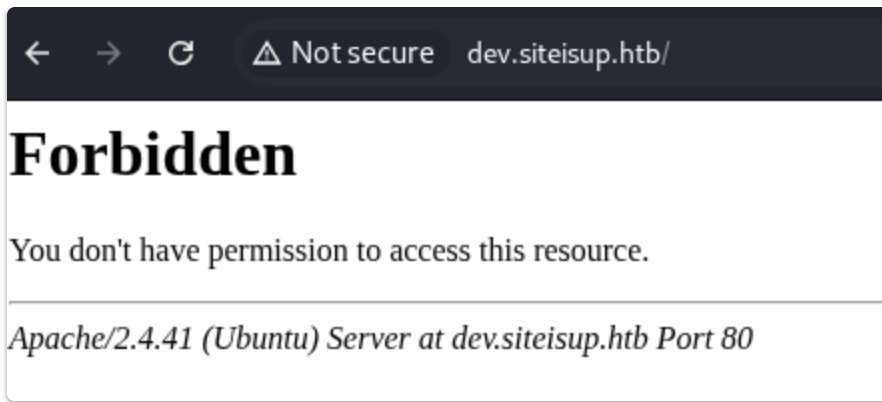 Not secure dev.siteisup.htb/
Forbidden
You don't have permission to access this resource.
Apache/2.4.41 (Ubuntu) Server at dev.siteisup.htb Port 80